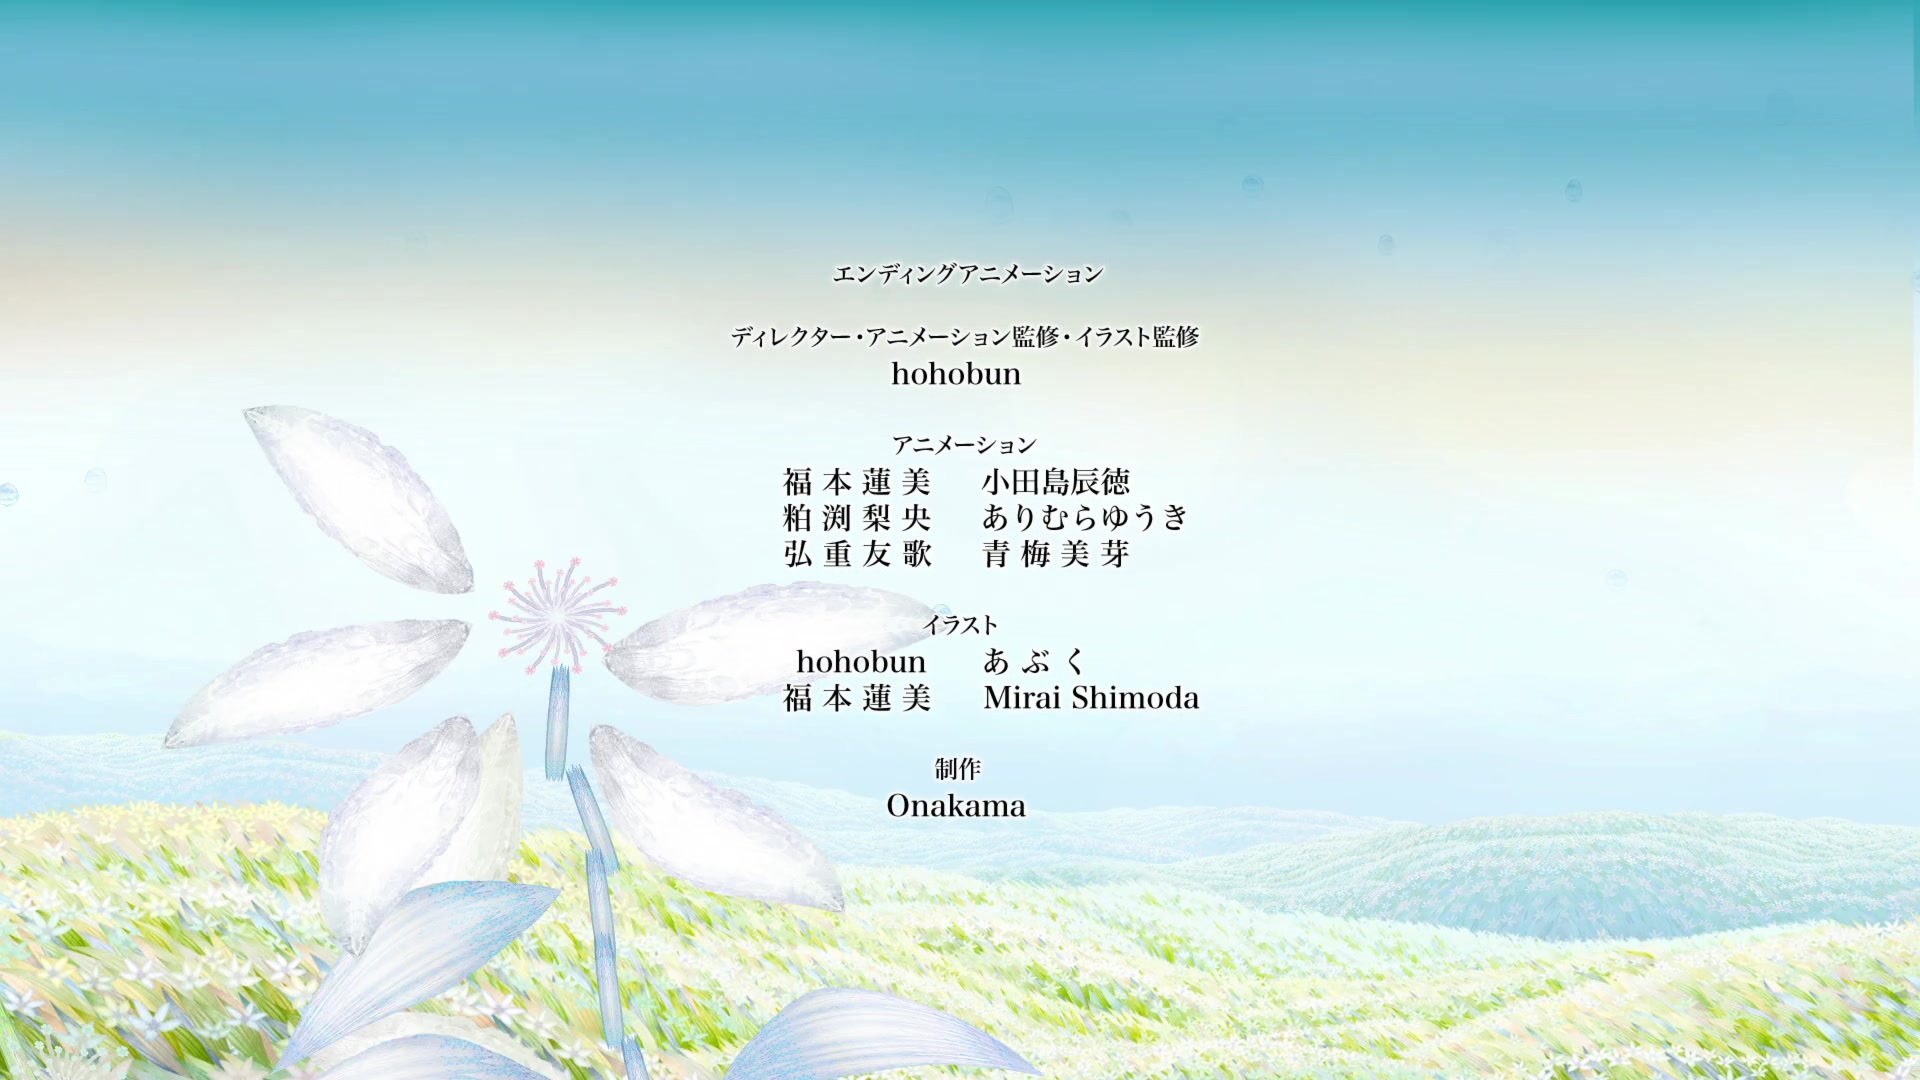 エンディングアニメーション
ディレクター・アニメーション監修・イラスト監修
hohobun
アニメーション
福本蓮美 小田島辰徳
粕渕梨央 ありむらゆうき
弘重友歌 青梅美芽
イラスト
hohobun あぶく
福本蓮美 Mirai Shimoda
制作
Onakama